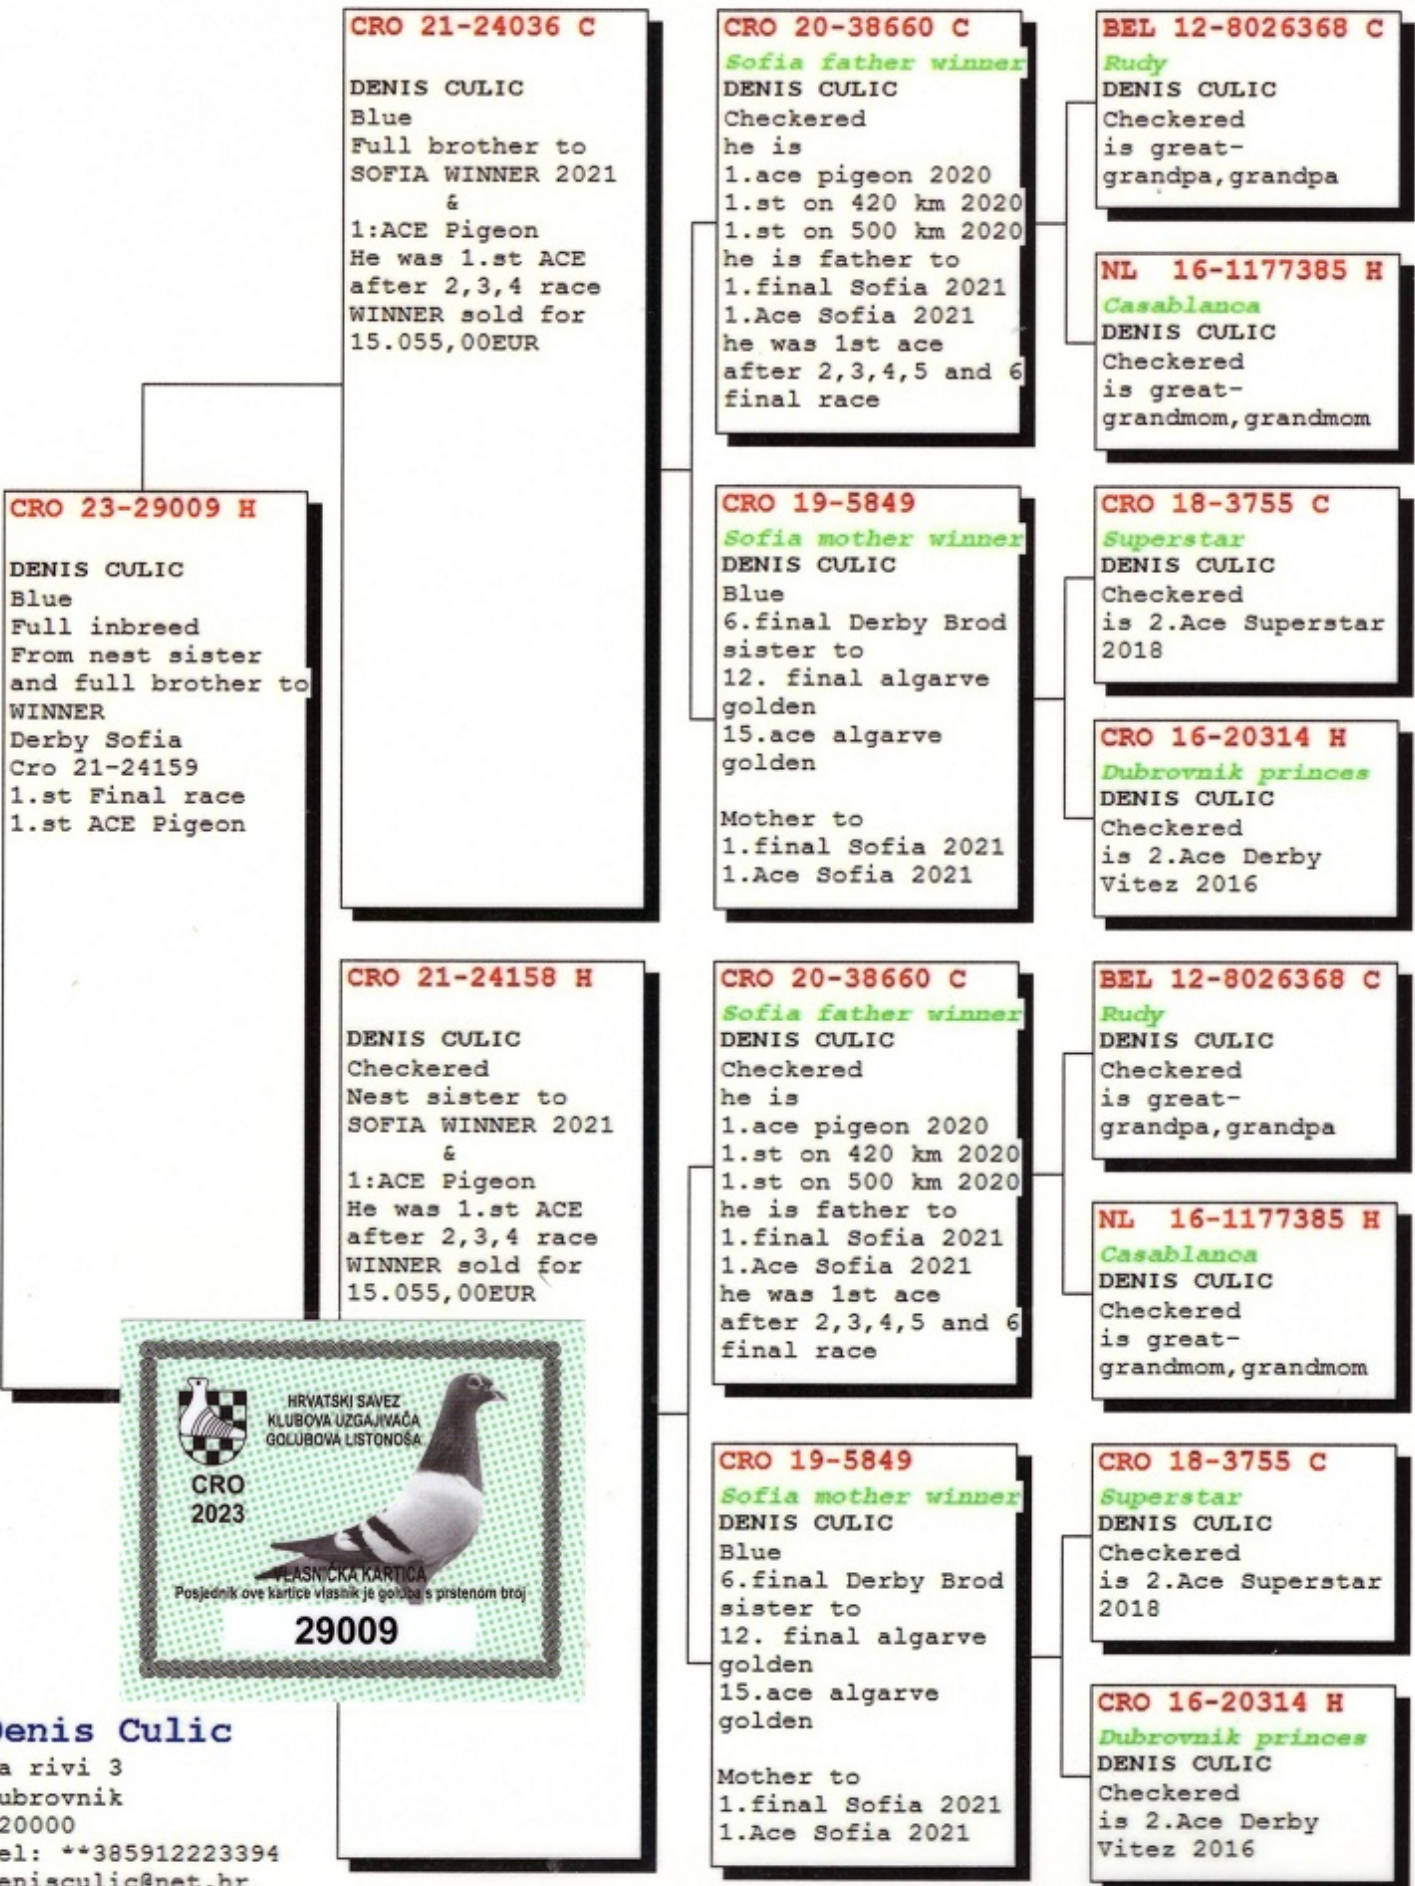 CRO 23-29009 H
DENIS CULIC
Blue
Full inbreed
From nest sister
and full brother to
WINNER
Derby Sofia
Cro 21-24159
1.st Final race
1.st ACE Pigeon
CRO 21-24036 C
DENIS CULIC
Blue
Full brother to
SOFIA WINNER 2021
&
1:ACE Pigeon
He was 1.st ACE
after 2,3,4 race
WINNER sold for
15.055,00EUR
CRO 21-24158 H
DENIS CULIC
Checkered
Nest sister to
SOFIA WINNER 2021
&
1:ACE Pigeon
He was 1.st ACE
after 2,3,4 race
WINNER sold for
15.055,00EUR
CRO 20-38660 C
Sofia father winner
DENIS CULIC
Checkered
he is
1.ace pigeon 2020
1.st on 420 km 2020
1.st on 500 km 2020
he is father to
1.final Sofia 2021
1.Ace Sofia 2021
he was 1st ace
after 2,3,4,5 and 6
final race
CRO 19-5849
Sofia mother winner
DENIS CULIC
Blue
6.final Derby Brod
sister to
12. final algarve
golden
15.ace algarve
golden
Mother to
1.final Sofia 2021
1.Ace Sofia 2021
CRO 20-38660 C
Sofia father winner
DENIS CULIC
Checkered
he is
1.ace pigeon 2020
1.st on 420 km 2020
1.st on 500 km 2020
he is father to
1.final Sofia 2021
1.Ace Sofia 2021
he was 1st ace
after 2,3,4,5 and 6
final race
CRO 19-5849
Sofia mother winner
DENIS CULIC
Blue
6.final Derby Brod
sister to
12. final algarve
golden
15.ace algarve
golden
Mother to
1.final Sofia 2021
1.Ace Sofia 2021
BEL 12-8026368 C
Rudy
DENIS CULIC
Checkered
is great-
grandpa,grandpa
NL 16-1177385 H
Casablanca
DENIS CULIC
Checkered
is great-
grandmom,grandmom
CRO 18-3755 C
Superstar
DENIS CULIC
Checkered
is 2.Ace Superstar
2018
CRO 16-20314 H
Dubrovnik princes
DENIS CULIC
Checkered
is 2.Ace Derby
Vitez 2016
BEL 12-8026368 C
Rudy
DENIS CULIC
Checkered
is great-
grandpa,grandpa
NL 16-1177385 H
Casablanca
DENIS CULIC
Checkered
is great-
grandmom,grandmom
CRO 18-3755 C
Superstar
DENIS CULIC
Checkered
is 2.Ace Superstar
2018
CRO 16-20314 H
Dubrovnik princes
DENIS CULIC
Checkered
is 2.Ace Derby
Vitez 2016
HRVATSKI SAVEZ
KLUBOVA UZGAJIVAČA
GOLUBOVA LISTONOŠA
CRO
2023
VLASNIČKA KARTICA
Posjednik ove kartice vlasnik je goluba s prstenom broj
29009
Denis Culic
a rivi 3
ubrovnik
20000
el: **385912223394
enisculic@net.hr